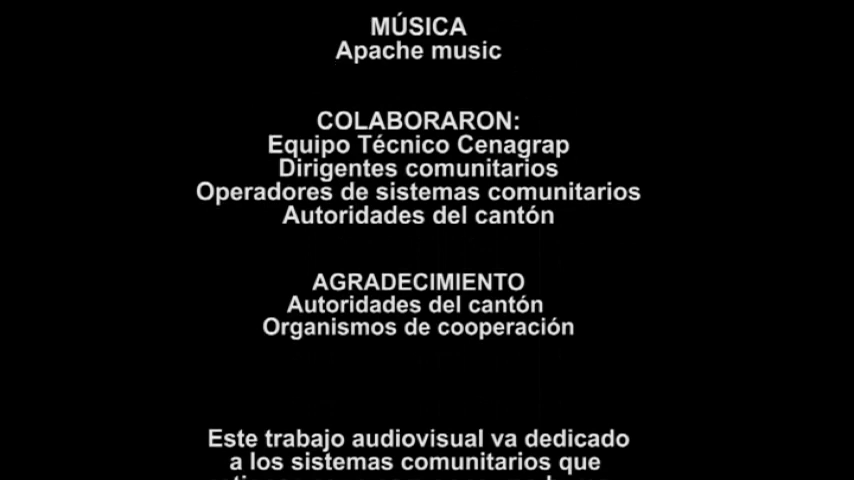 MÚSICA
Apache music
COLABORARON:
Equipo Técnico Cenagrap
Dirigentes comunitarios
Operadores de sistemas comunitarios
Autoridades del cantón
AGRADECIMIENTO
Autoridades del cantón
Organismos de cooperación
Este trabajo audiovisual va dedicado
a los sistemas comunitarios que